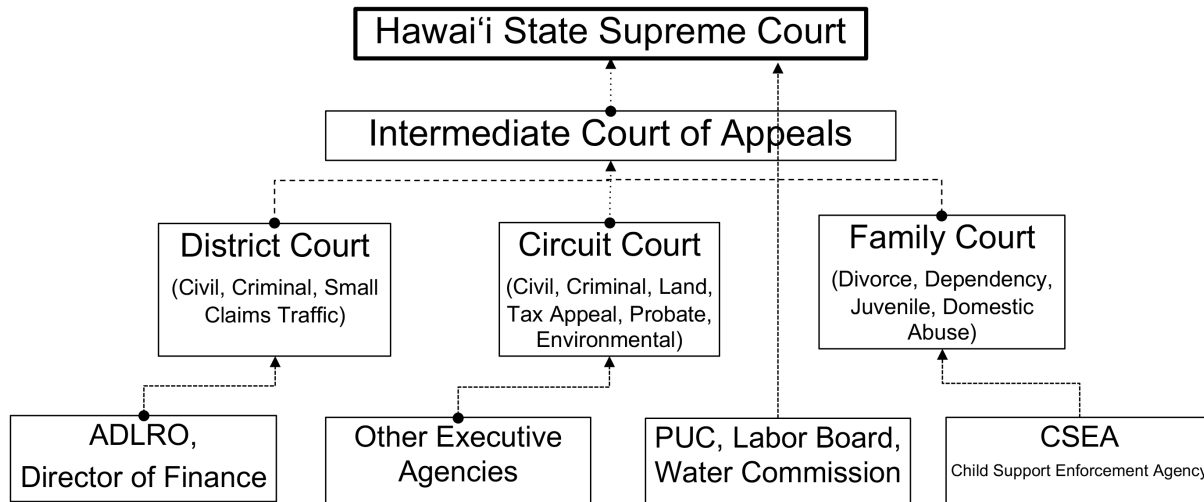 Hawai‘i State Supreme Court
Intermediate Court of Appeals
District Court
(Civil, Criminal, Small
Claims Traffic)
Circuit Court
(Civil, Criminal, Land,
Tax Appeal, Probate,
Environmental)
Family Court
(Divorce, Dependency,
Juvenile, Domestic
Abuse)
ADLRO,
Director of Finance
Other Executive
Agencies
PUC, Labor Board,
Water Commission
CSEA
Child Support Enforcement Agency